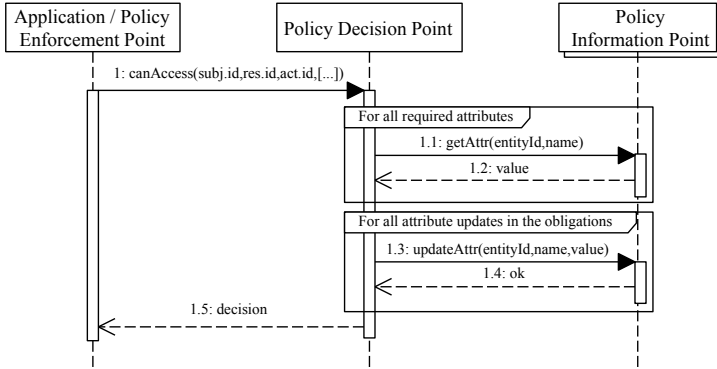 Application / Policy
Enforcement Point
Policy Decision Point
Policy
Information Point
1: canAccess(subj.id,res.id,act.id,[...])
For all required attributes
1.1: getAttr(entityId,name)
1.2: value
For all attribute updates in the obligations
1.3: updateAttr(entityId,name,value)
1.4: ok
1.5: decision